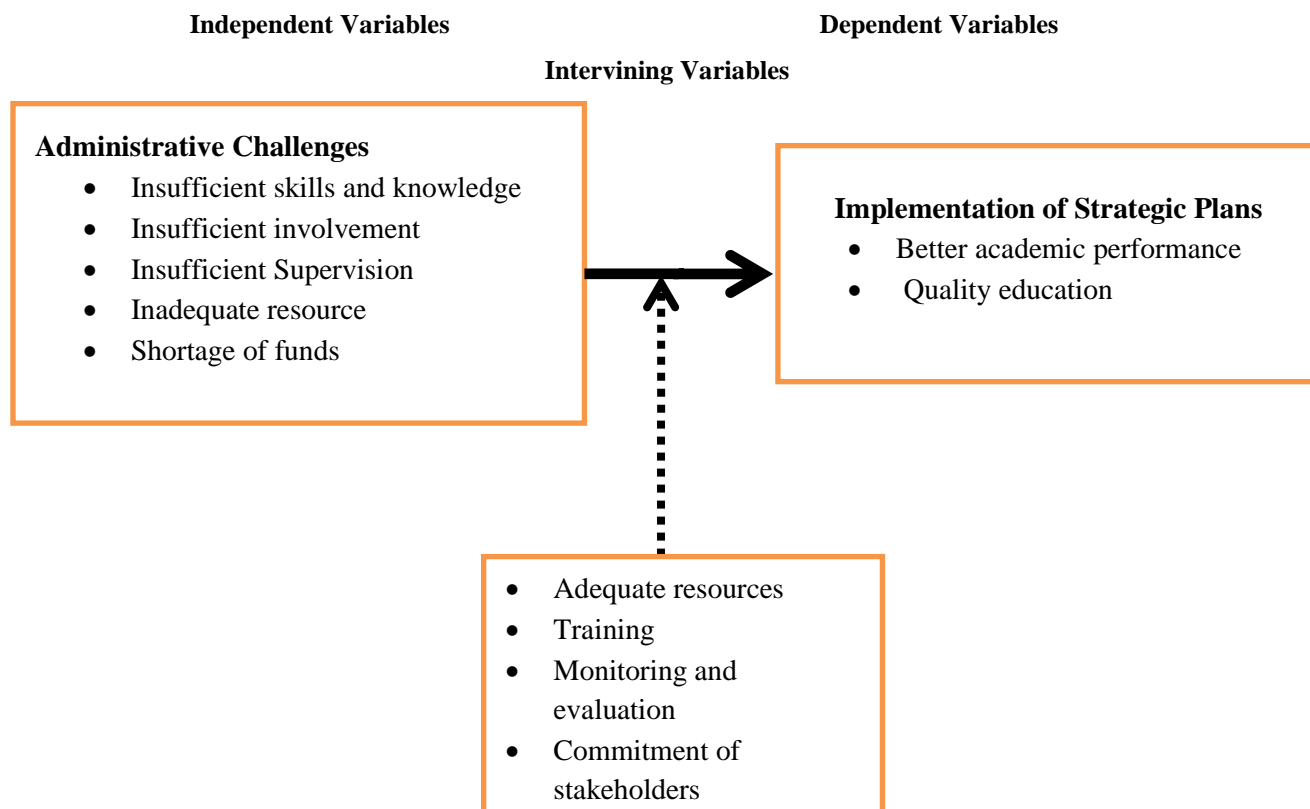 Independent Variables
Dependent Variables
Intervining Variables
Administrative Challenges
• Insufficient skills and knowledge
• Insufficient involvement
• Insufficient Supervision
• Inadequate resource
• Shortage of funds
Implementation of Strategic Plans
• Better academic performance
• Quality education
• Adequate resources
• Training
• Monitoring and
evaluation
• Commitment of
stakeholders